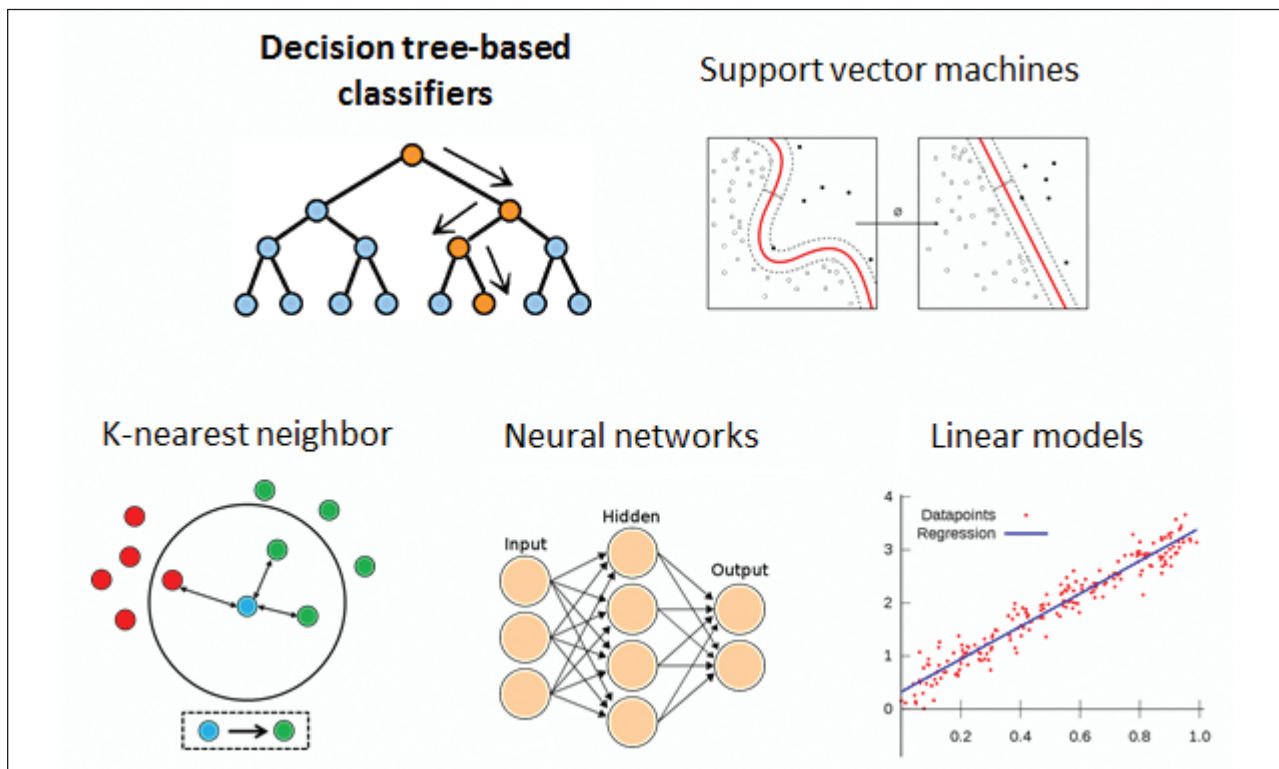 Decision tree-based
classifiers
Support vector machines
ø
K-nearest neighbor
Neural networks
Input
Hidden
Output
Linear models
4
3
2
1
0
Datapoints
Regression
0.2
0.4
0.6
0.8
1.0